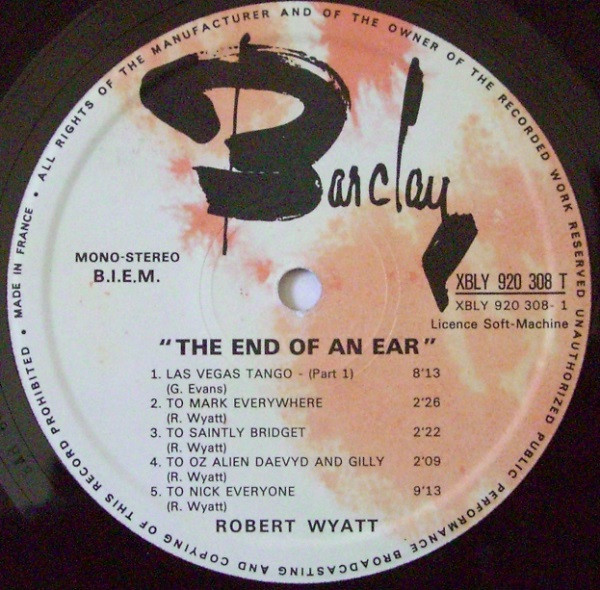 ALL RIGHTS OF THE MANUFACTURER AND OF THE OWNER OF THE RECORDED WORK RESERVED UNAUTHORIZED PUBLIC PERFORMANCE BROADCASTING AND COPYING OF THIS RECORD PROHIBITED • MADE IN FRANCE •
Barclay
MONO-STEREO
B.I.E.M.
XBLY 920 308 T
XBLY 920 308- 1
Licence Soft-Machine
"THE END OF AN EAR"
1. LAS VEGAS TANGO - (Part 1) 8'13
(G. Evans)
2. TO MARK EVERYWHERE 2'26
(R. Wyatt)
3. TO SAINTLY BRIDGET 2'22
(R. Wyatt)
4. TO OZ ALIEN DAEVYD AND GILLY 2'09
(R. Wyatt)
5. TO NICK EVERYONE 9'13
(R. Wyatt)
ROBERT WYATT